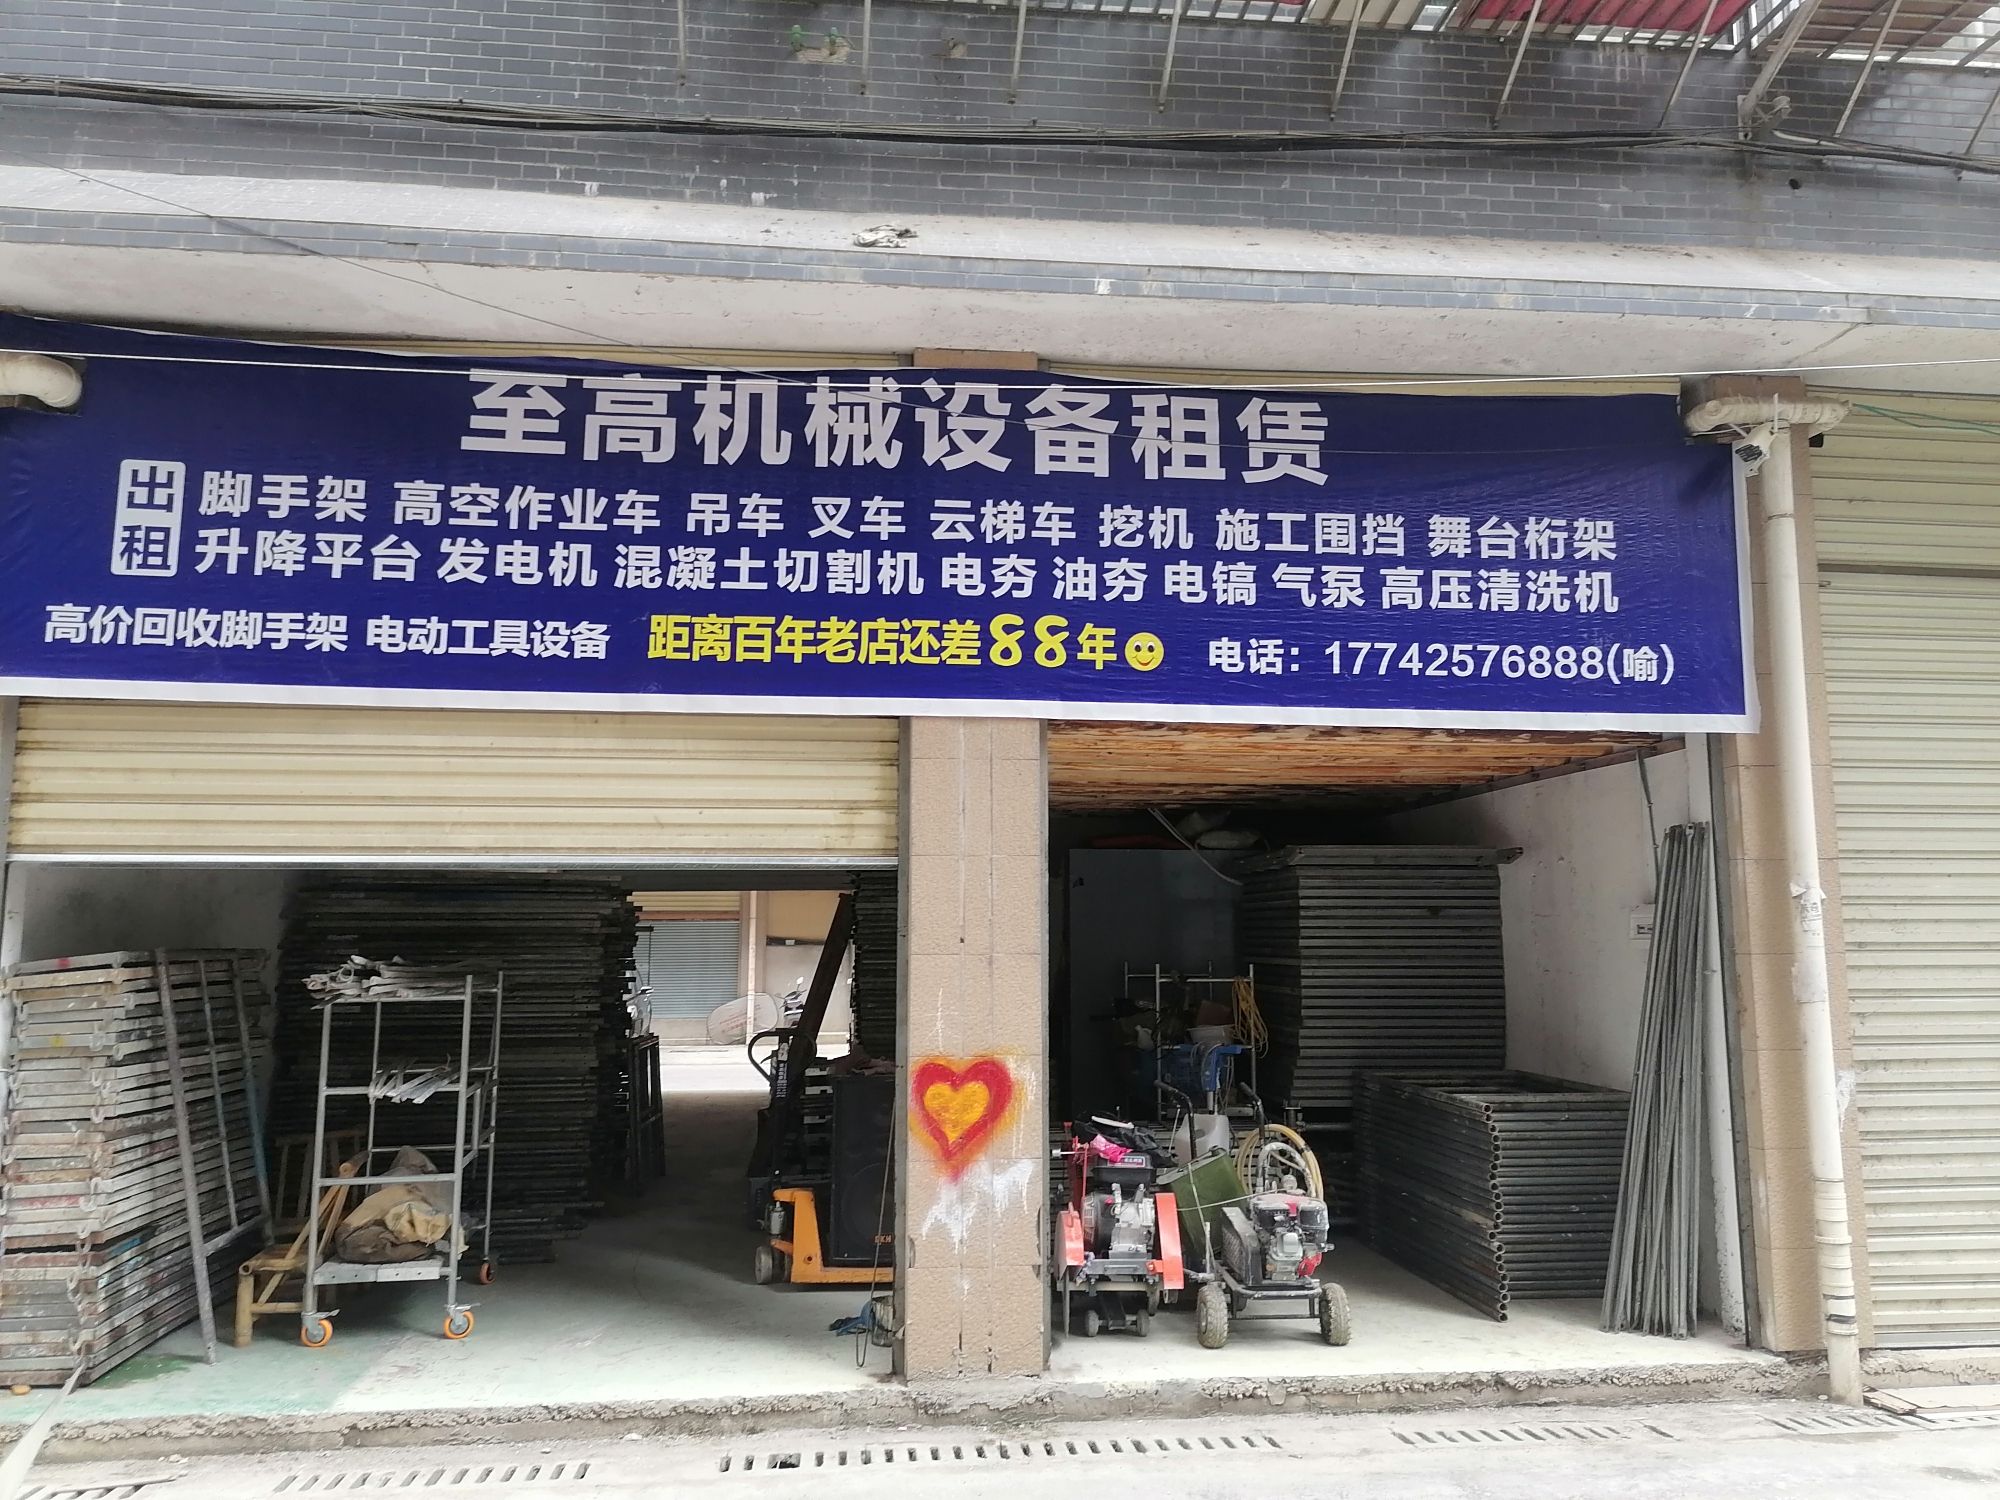 至高机械设备租赁
出租
脚手架 高空作业车 吊车 叉车 云梯车 挖机 施工围挡 舞台桁架
升降平台 发电机 混凝土切割机 电夯 油夯 电镐 气泵 高压清洗机
高价回收脚手架 电动工具设备 距离百年老店还差88年 电话：17742576888(喻)